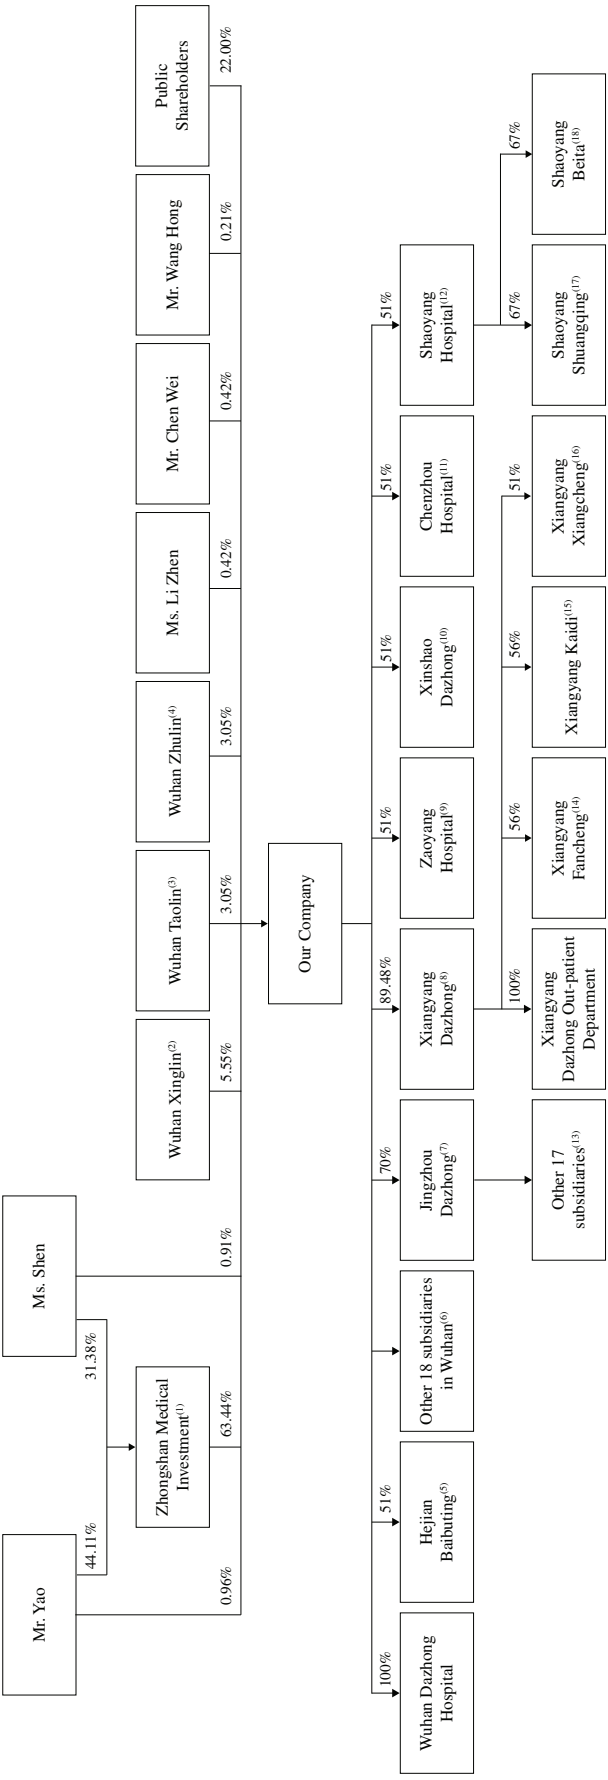 Mr. Yao
Ms. Shen
44.11%
31.38%
Zhongshan Medical
Investment(1)
Wuhan Xinglin(2)
Wuhan Taolin(3)
Wuhan Zhulin(4)
Ms. Li Zhen
Mr. Chen Wei
Mr. Wang Hong
Public
Shareholders
0.96%
63.44%
0.91%
5.55%
3.05%
3.05%
0.42%
0.42%
0.21%
22.00%
Our Company
100%
51%
70%
89.48%
51%
51%
51%
51%
Wuhan Dazhong
Hospital
Hejian
Baibuting(5)
Other 18 subsidiaries
in Wuhan(6)
Jingzhou
Dazhong(7)
Xiangyang
Dazhong(8)
Zaoyang
Hospital(9)
Xinshao
Dazhong(10)
Chenzhou
Hospital(11)
Shaoyang
Hospital(12)
100%
56%
56%
51%
67%
67%
Other 17
subsidiaries(13)
Xiangyang
Dazhong Out-patient
Department
Xiangyang
Fancheng(14)
Xiangyang Kaidi(15)
Xiangyang
Xiangcheng(16)
Shaoyang
Shuangqing(17)
Shaoyang
Beita(18)